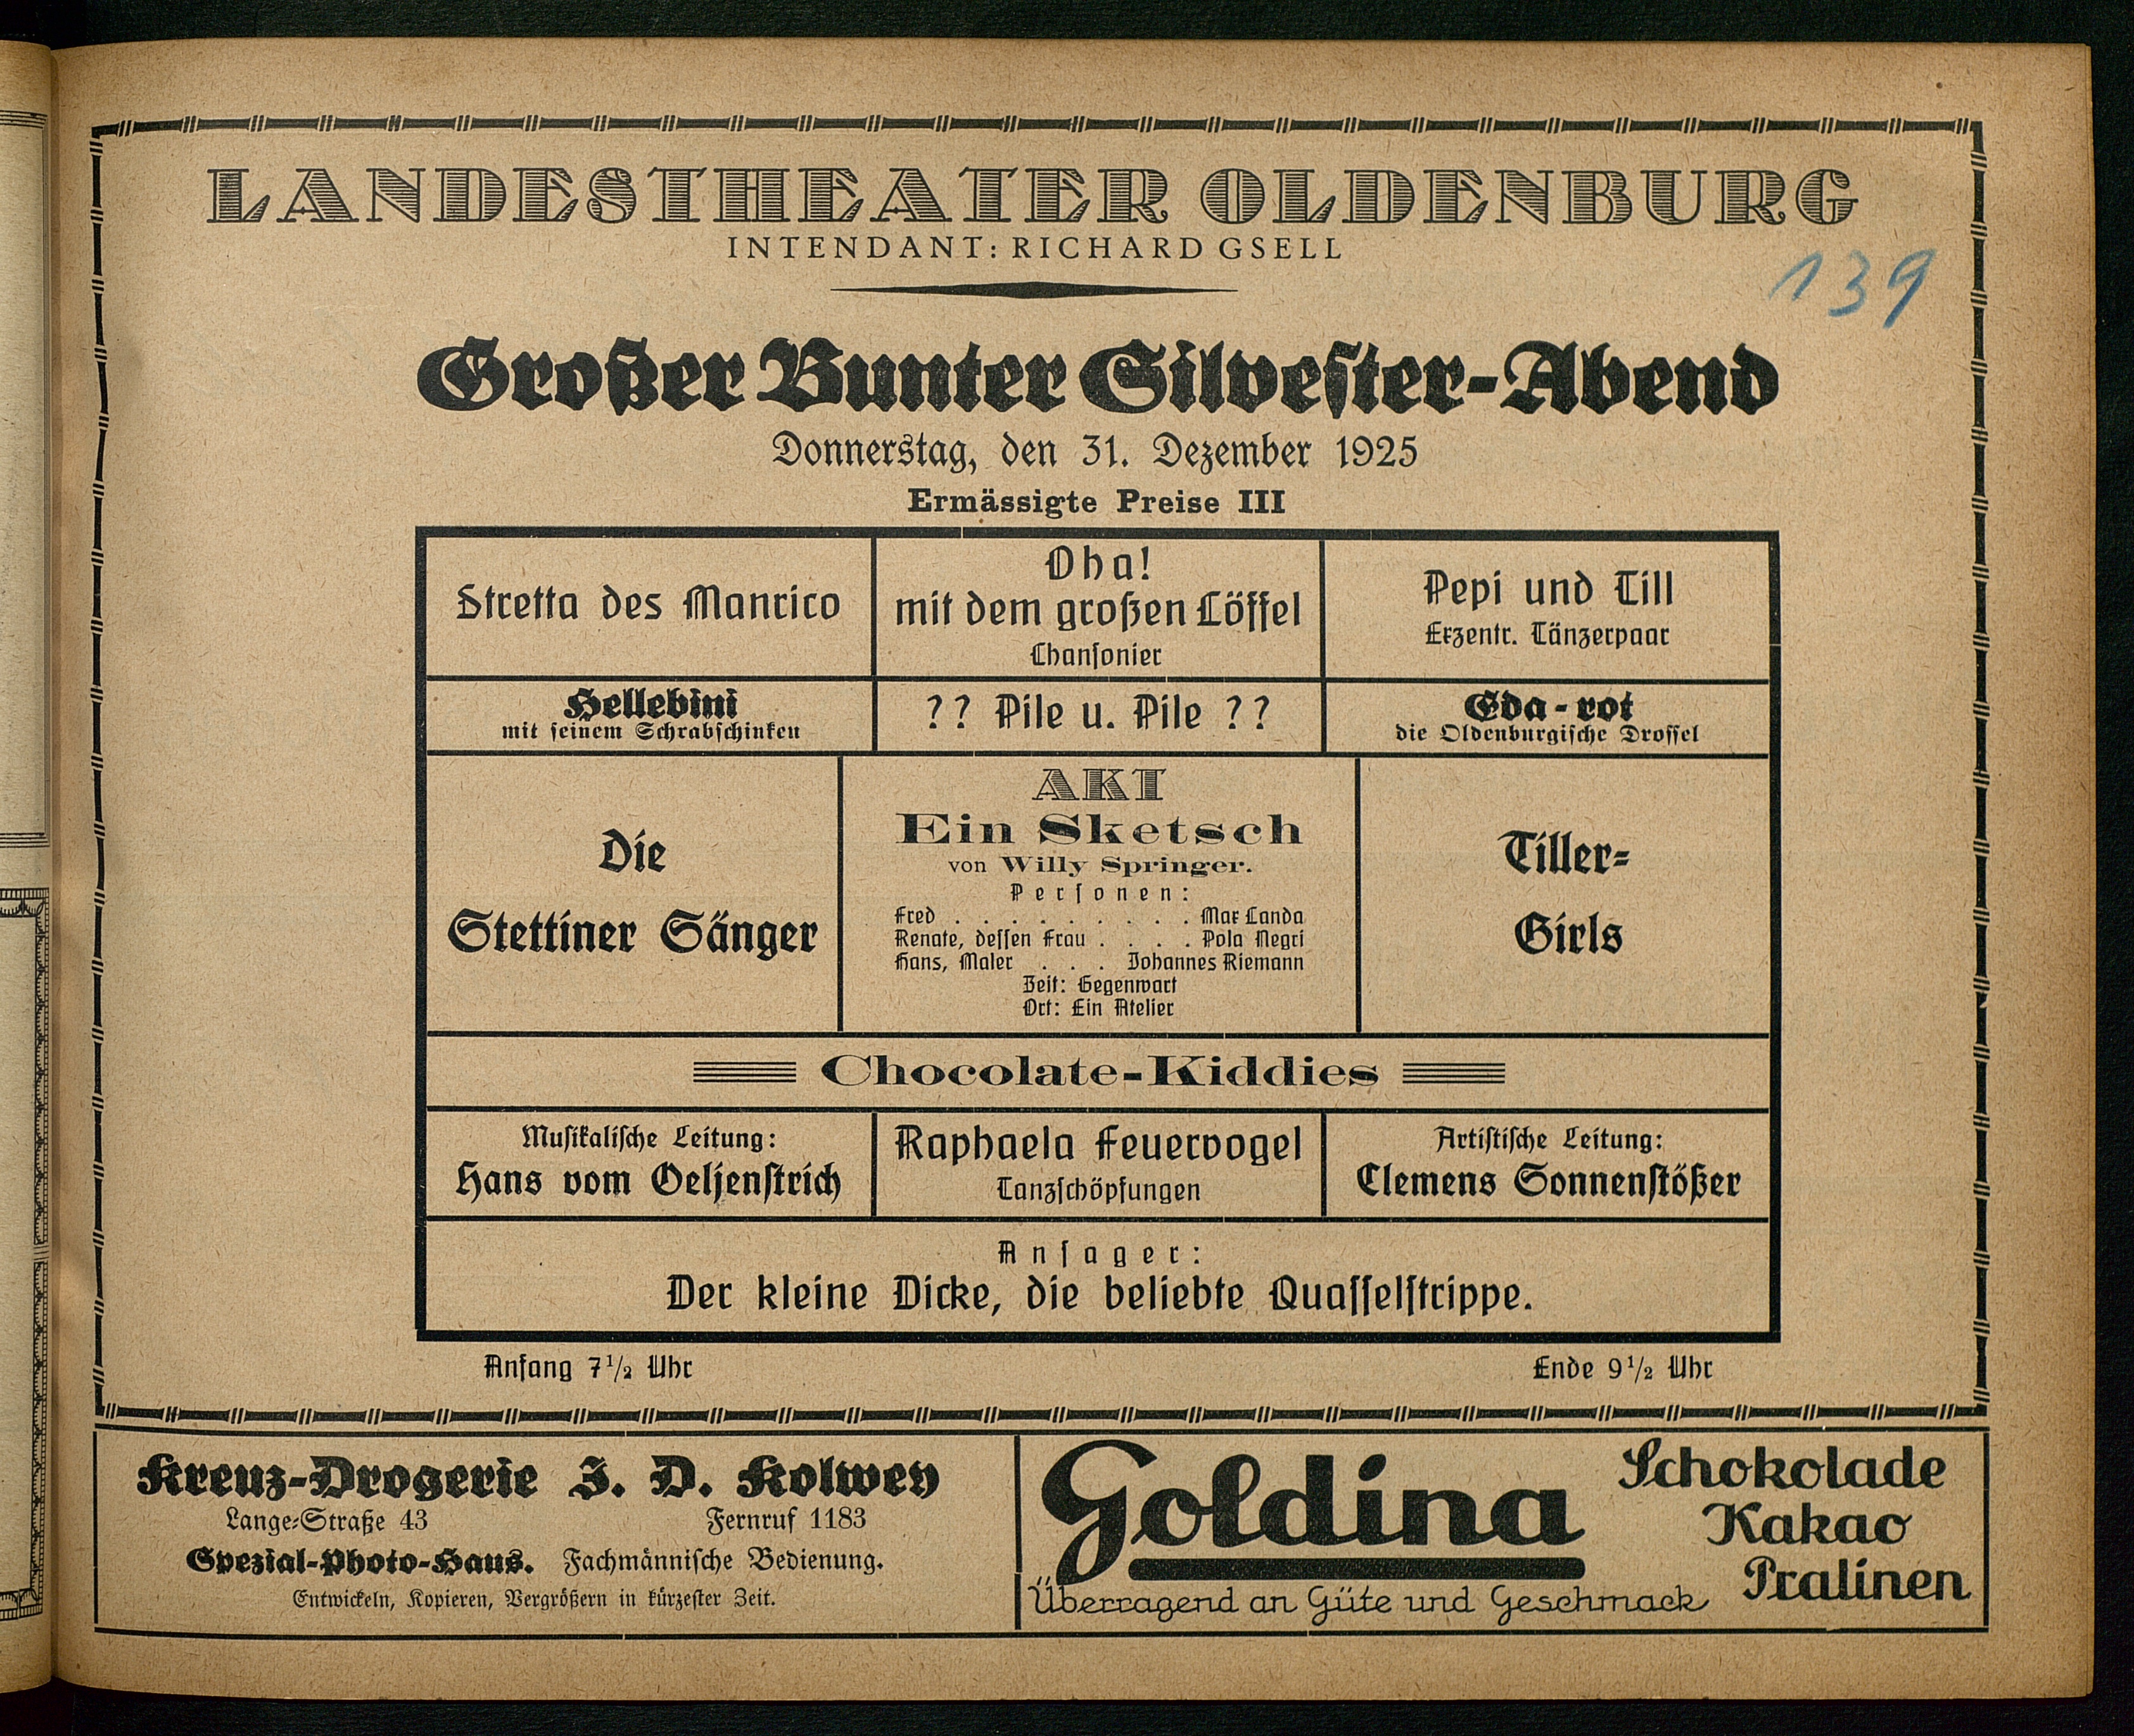 LANDESTHEATER OLDENBURG
INTENDANT: RICHARD GSELL
139
Großer Bunter Silvester-Abend
Donnerstag, den 31. Dezember 1925
Ermässigte Preise III
Stretta des Manrico
Oha!
mit dem großen Löffel
Chansonier
Pepi und Till
Exzentr. Tänzerpaar
Hellebini
mit seinem Schrabschinken
?? Pile u. Pile ??
Eda-rot
die Oldenburgische Drossel
Die
Stettiner Sänger
AKT
Ein Sketsch
von Willy Springer.
Personen:
Fred . . . . . . . . . Max Landa
Renate, dessen Frau . . . . Pola Negri
Hans, Maler . . . Johannes Riemann
Zeit: Gegenwart
Ort: Ein Atelier
Tiller-
Girls
Chocolate-Kiddies
Musikalische Leitung:
Hans vom Oeljenstrich
Raphaela Feuervogel
Tanzschöpfungen
Artistische Leitung:
Clemens Sonnenstößer
Ansager:
Der kleine Dicke, die beliebte Quasselstrippe.
Anfang 7½ Uhr
Ende 9½ Uhr
Kreuz-Drogerie J. D. Kolwey
Lange-Straße 43 Fernruf 1183
Spezial-Photo-Haus. Fachmännische Bedienung.
Entwickeln, Kopieren, Vergrößern in kürzester Zeit.
Goldina
Schokolade
Kakao
Pralinen
Überragend an Güte und Geschmack